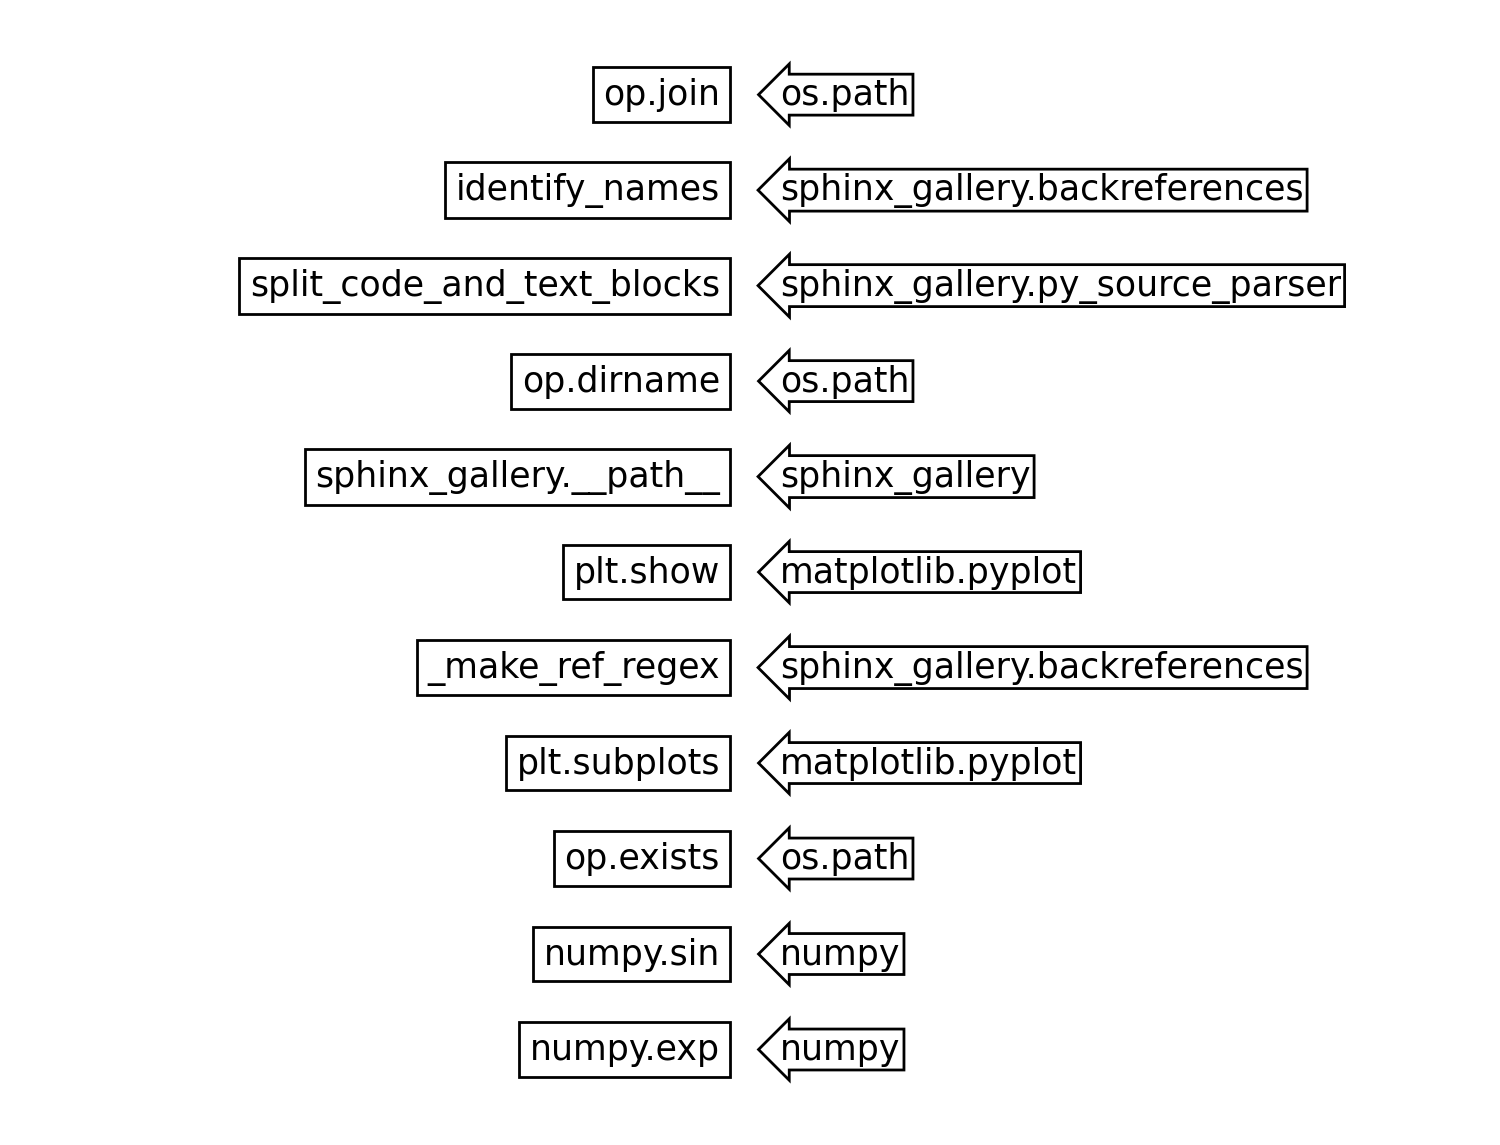 op.join os.path
identify_names sphinx_gallery.backreferences
split_code_and_text_blocks sphinx_gallery.py_source_parser
op.dirname os.path
sphinx_gallery.__path__ sphinx_gallery
plt.show matplotlib.pyplot
_make_ref_regex sphinx_gallery.backreferences
plt.subplots matplotlib.pyplot
op.exists os.path
numpy.sin numpy
numpy.exp numpy